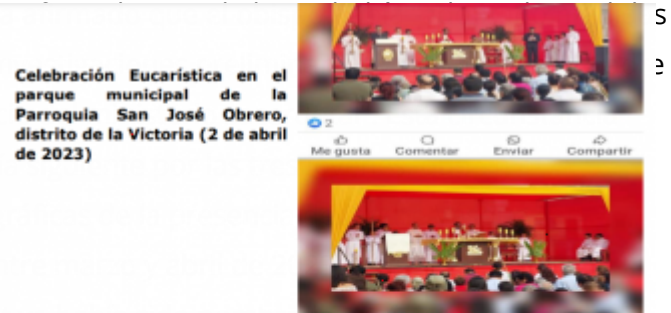 s
e
Celebración Eucarística en el
parque municipal de la
Parroquia San José Obrero,
distrito de la Victoria (2 de abril
de 2023)
2
Me gusta Comentar Enviar Compartir